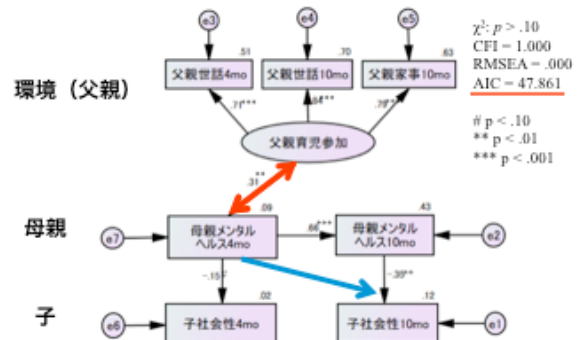 e3
e4
e5
.51
.70
.63
父親世話4mo
父親世話10mo
父親家事10mo
χ²: p > .10
CFI = 1.000
RMSEA = .000
AIC = 47.861
環境（父親）
.71***
.84***
.79**
# p < .10
** p < .01
*** p < .001
父親育児参加
.31**
母親
.09
.43
e7
母親メンタル
ヘルス4mo
.66***
母親メンタル
ヘルス10mo
e2
-.15#
-.35**
子
.02
.12
e6
子社会性4mo
子社会性10mo
e1